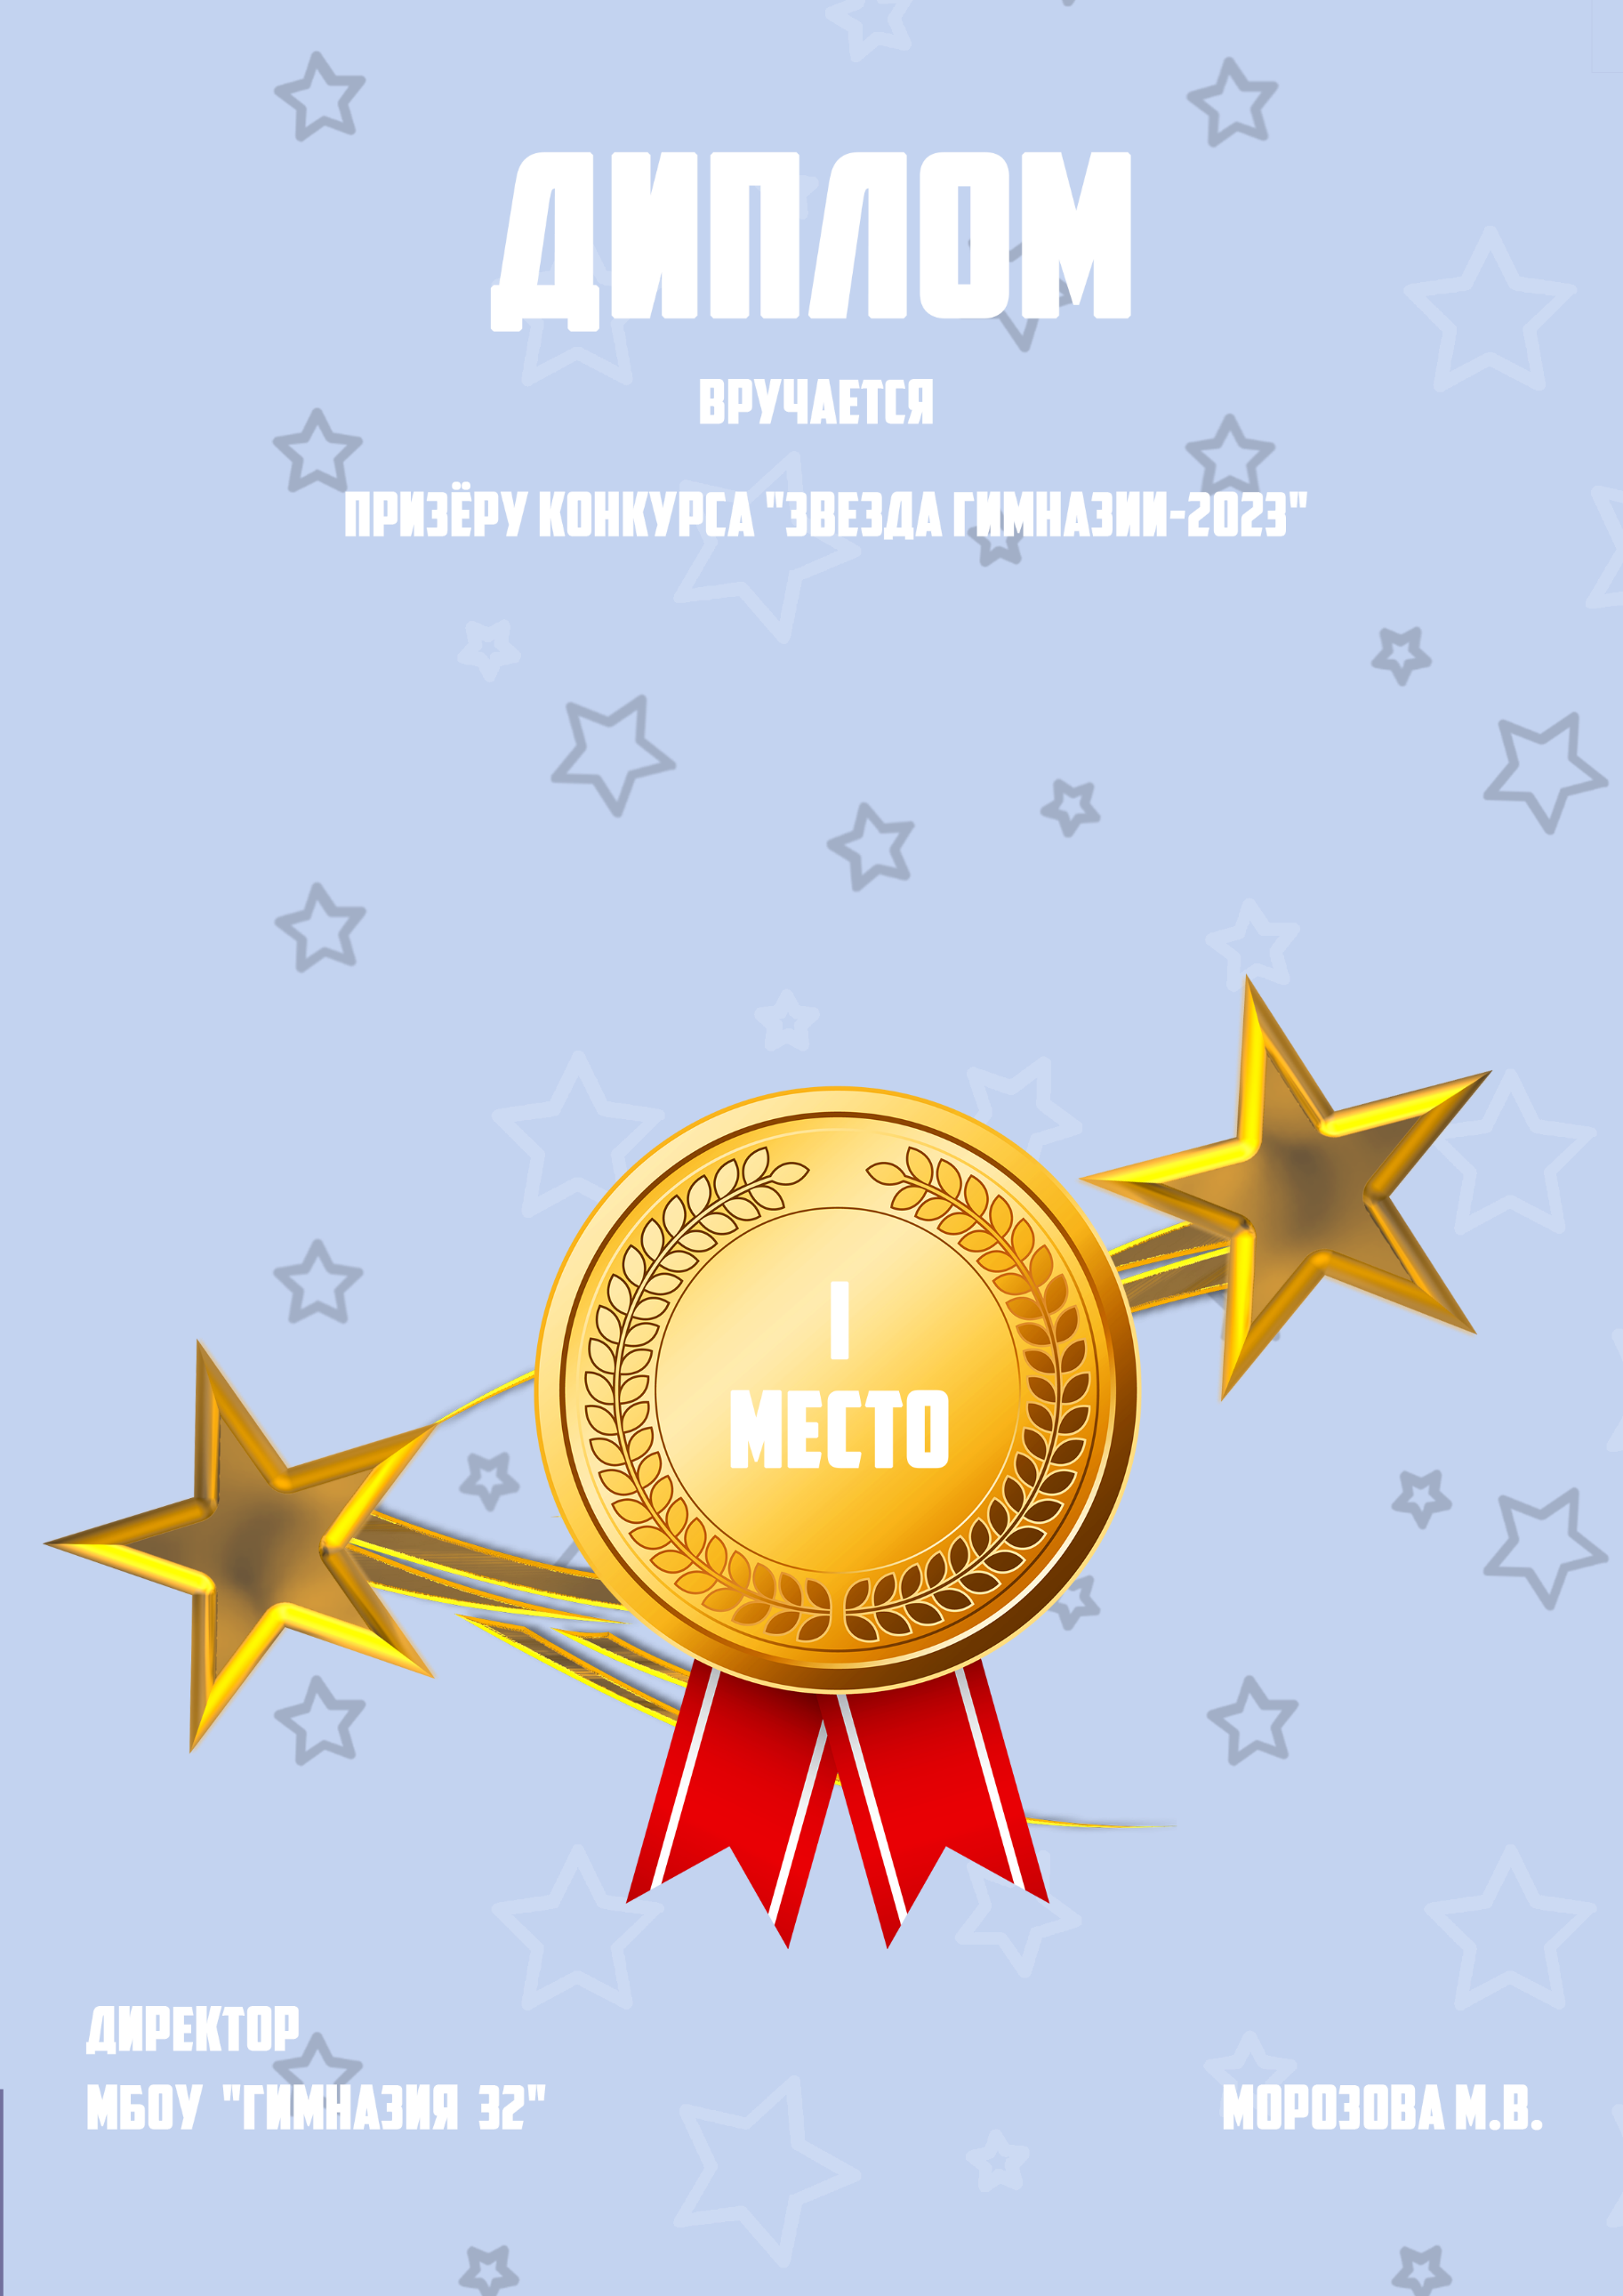 ДИПЛОМ
ВРУЧАЕТСЯ
ПРИЗЁРУ КОНКУРСА "ЗВЕЗДА ГИМНАЗИИ-2023"
I
МЕСТО
ДИРЕКТОР
МБОУ "ГИМНАЗИЯ 32"
МОРОЗОВА М.В.